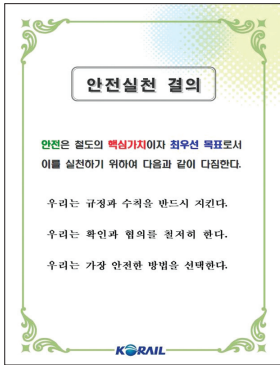 안전실천 결의
안전은 철도의 핵심가치이자 최우선 목표로서
이를 실천하기 위하여 다음과 같이 다짐한다.
우리는 규정과 수칙을 반드시 지킨다.
우리는 확인과 협의를 철저히 한다.
우리는 가장 안전한 방법을 선택한다.
KORAIL